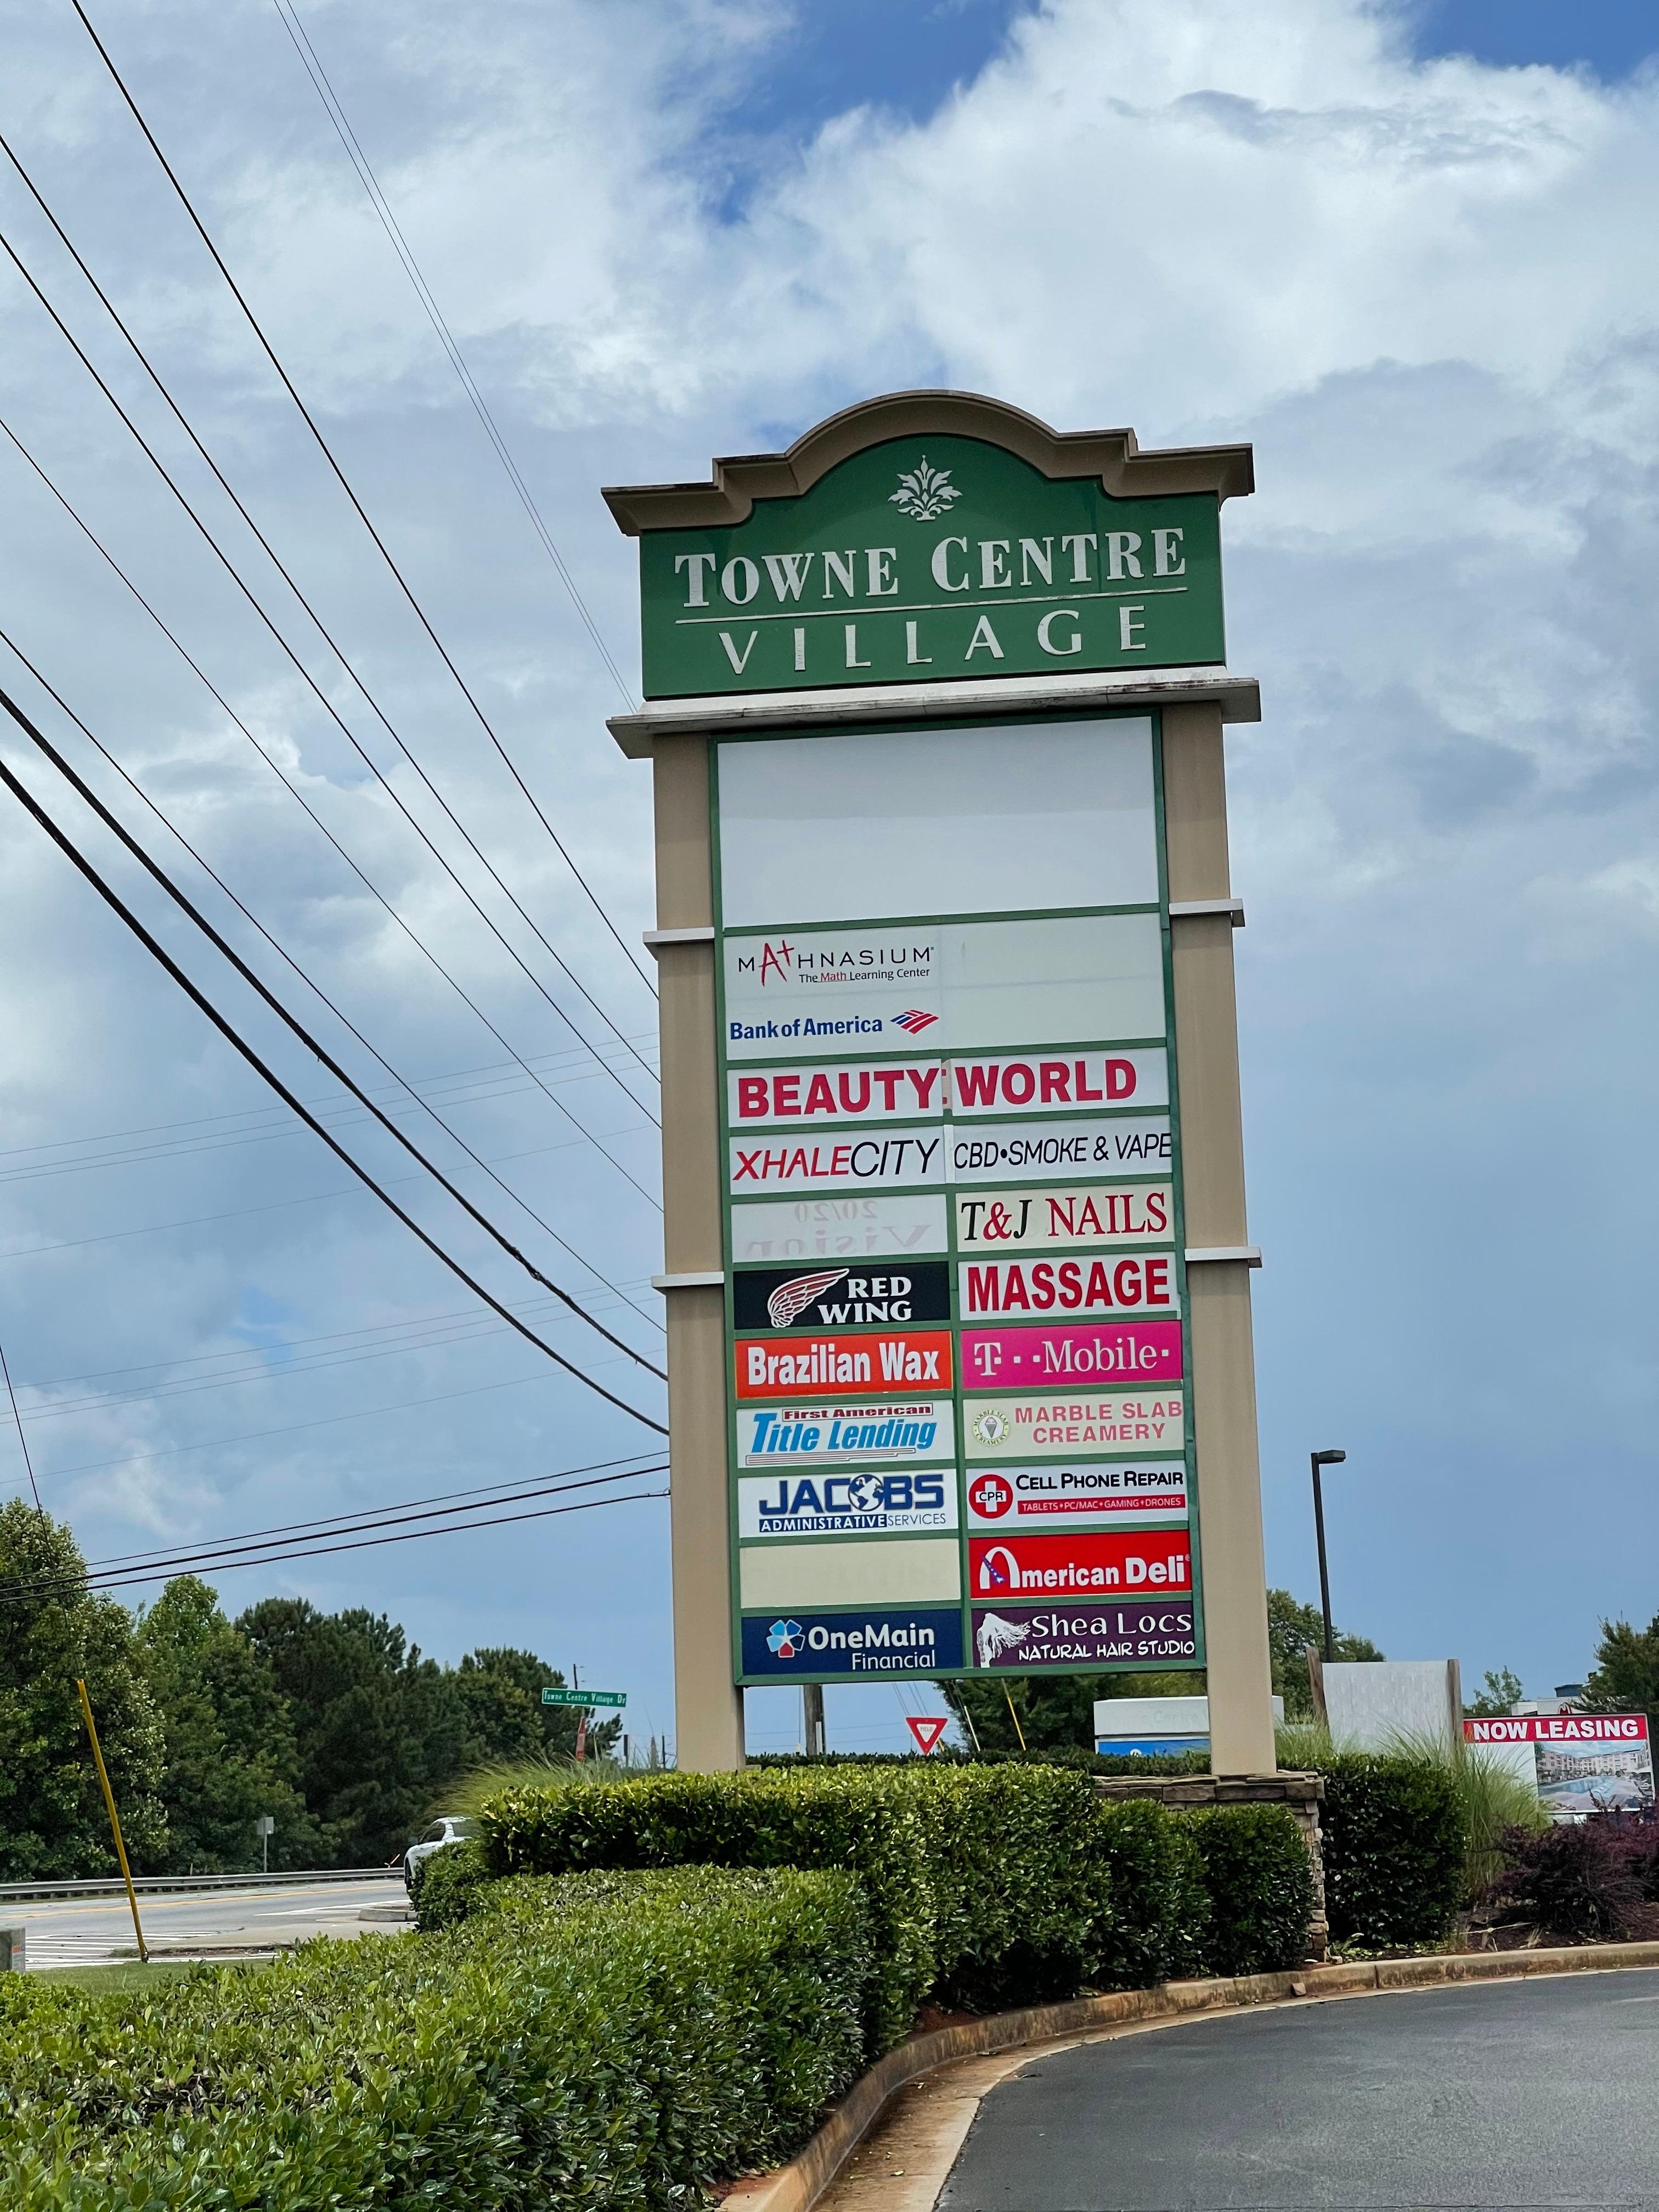 TOWNE CENTRE
VILLAGE
MATHNASIUM
The Math Learning Center
Bank of America
BEAUTY WORLD
XHALECITY CBD•SMOKE & VAPE
20/20
Vision
T&J NAILS
RED
WING
MASSAGE
Brazilian Wax
T··Mobile·
First American
Title Lending
MARBLE SLAB
CREAMERY
JACOBS
ADMINISTRATIVE SERVICES
CPR
CELL PHONE REPAIR
TABLETS+PC/MAC+GAMING+DRONES
American Deli
OneMain
Financial
Shea Locs
NATURAL HAIR STUDIO
Towne Centre Village Dr
YIELD
NOW LEASING